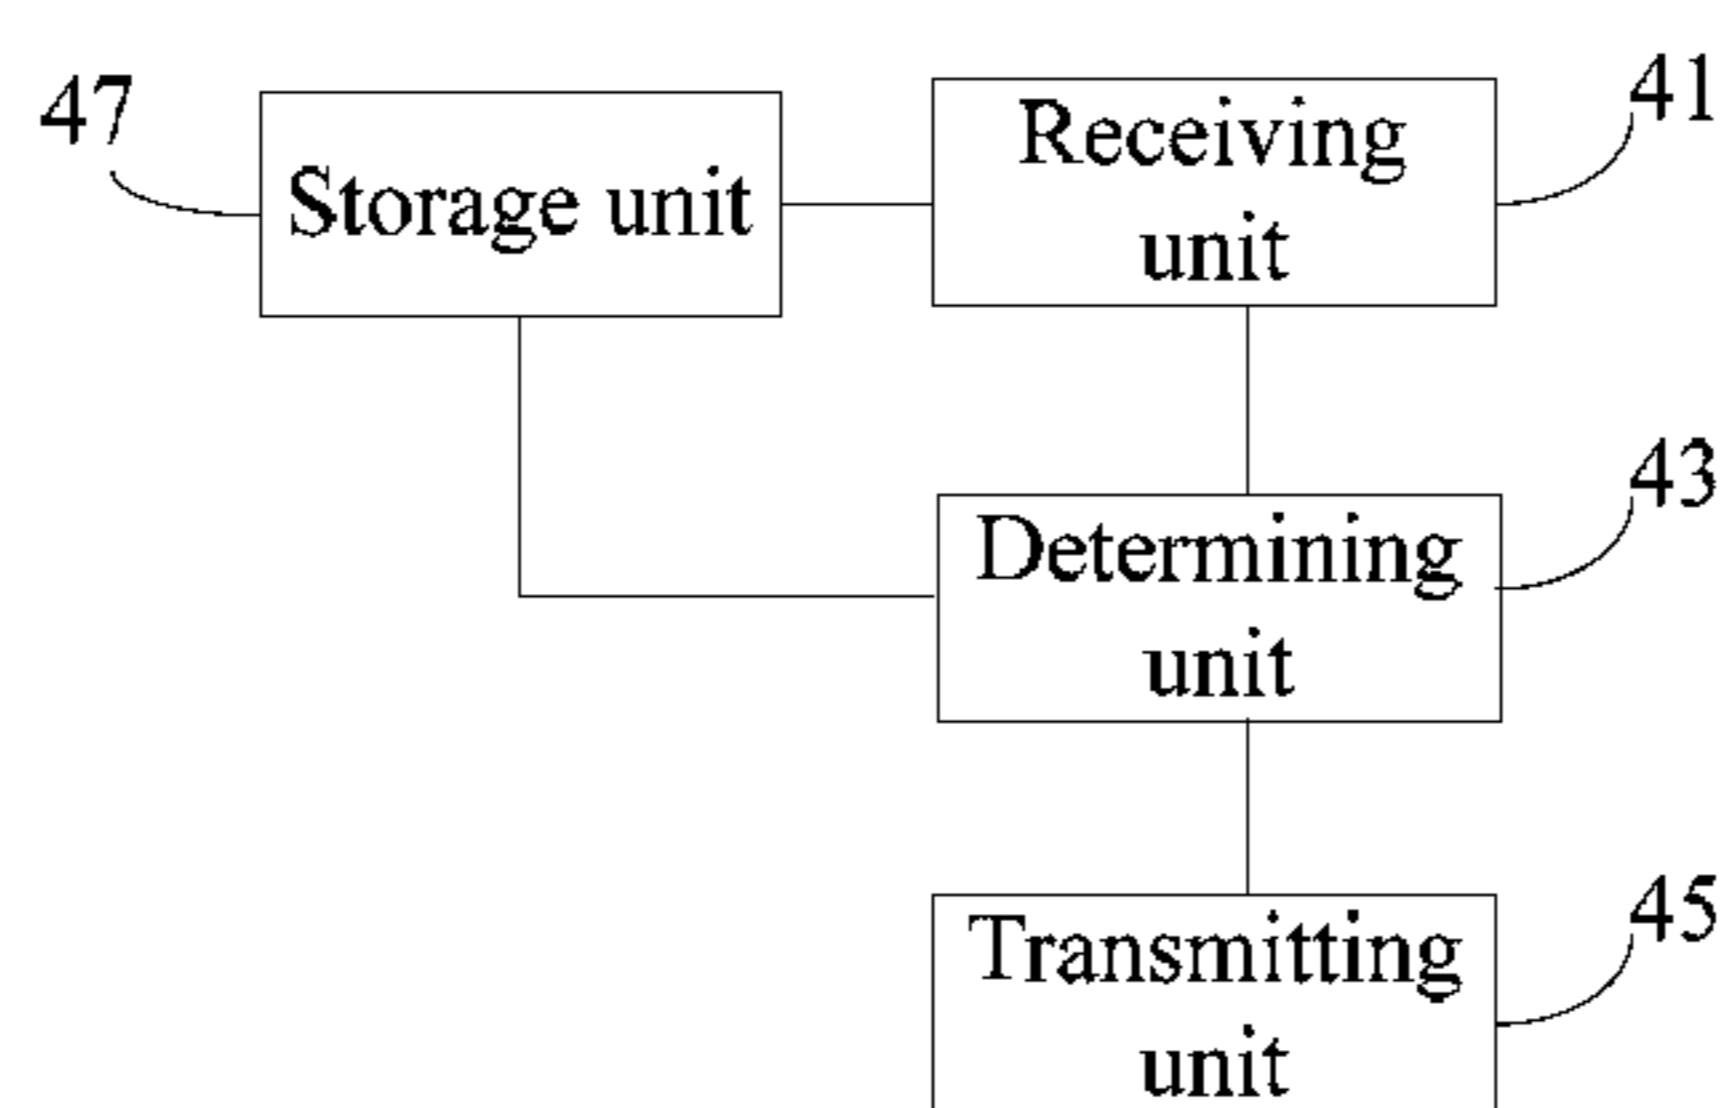 47
Storage unit
Receiving
unit
41
Determining
unit
43
Transmitting
unit
45